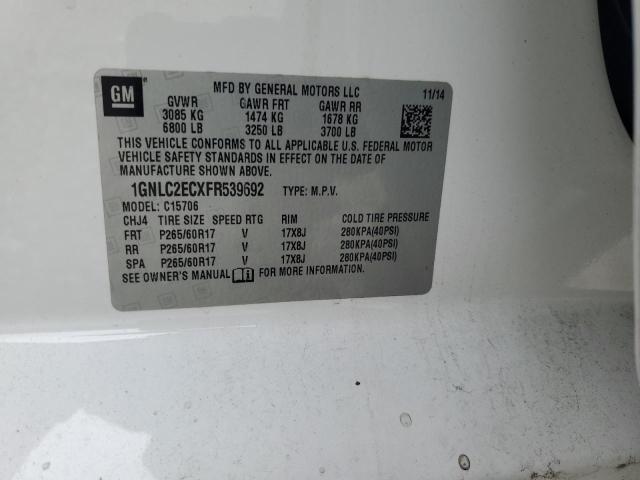 GM
MFD BY GENERAL MOTORS LLC
GVWR GAWR FRT GAWR RR 11/14
3085 KG 1474 KG 1678 KG
6800 LB 3250 LB 3700 LB
THIS VEHICLE CONFORMS TO ALL APPLICABLE U.S. FEDERAL MOTOR
VEHICLE SAFETY STANDARDS IN EFFECT ON THE DATE OF
MANUFACTURE SHOWN ABOVE.
1GNLC2ECXFR539692 TYPE: M.P.V.
MODEL: C15706
CHJ4 TIRE SIZE SPEED RTG RIM COLD TIRE PRESSURE
FRT P265/60R17 V 17X8J 280KPA(40PSI)
RR P265/60R17 V 17X8J 280KPA(40PSI)
SPA P265/60R17 V 17X8J 280KPA(40PSI)
SEE OWNER'S MANUAL FOR MORE INFORMATION.